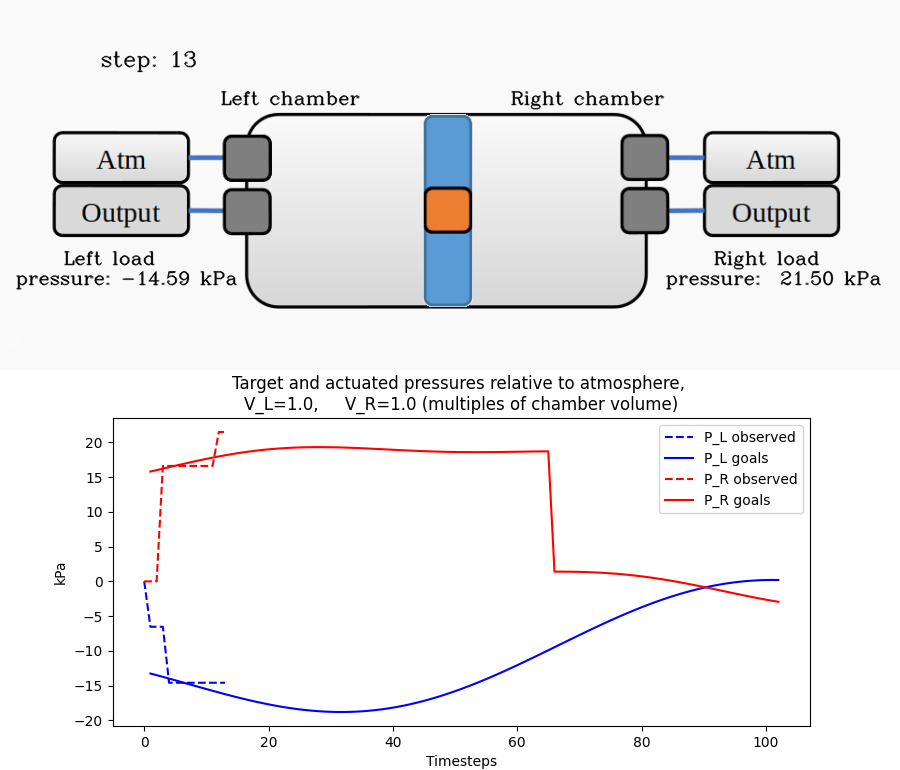 step: 13
Left chamber
Right chamber
Atm
Atm
Output
Output
Left load
pressure: −14.59 kPa
Right load
pressure: 21.50 kPa
Target and actuated pressures relative to atmosphere,
V_L=1.0, V_R=1.0 (multiples of chamber volume)
P_L observed
P_L goals
P_R observed
P_R goals
kPa
20
15
10
5
0
−5
−10
−15
−20
0 20 40 60 80 100
Timesteps